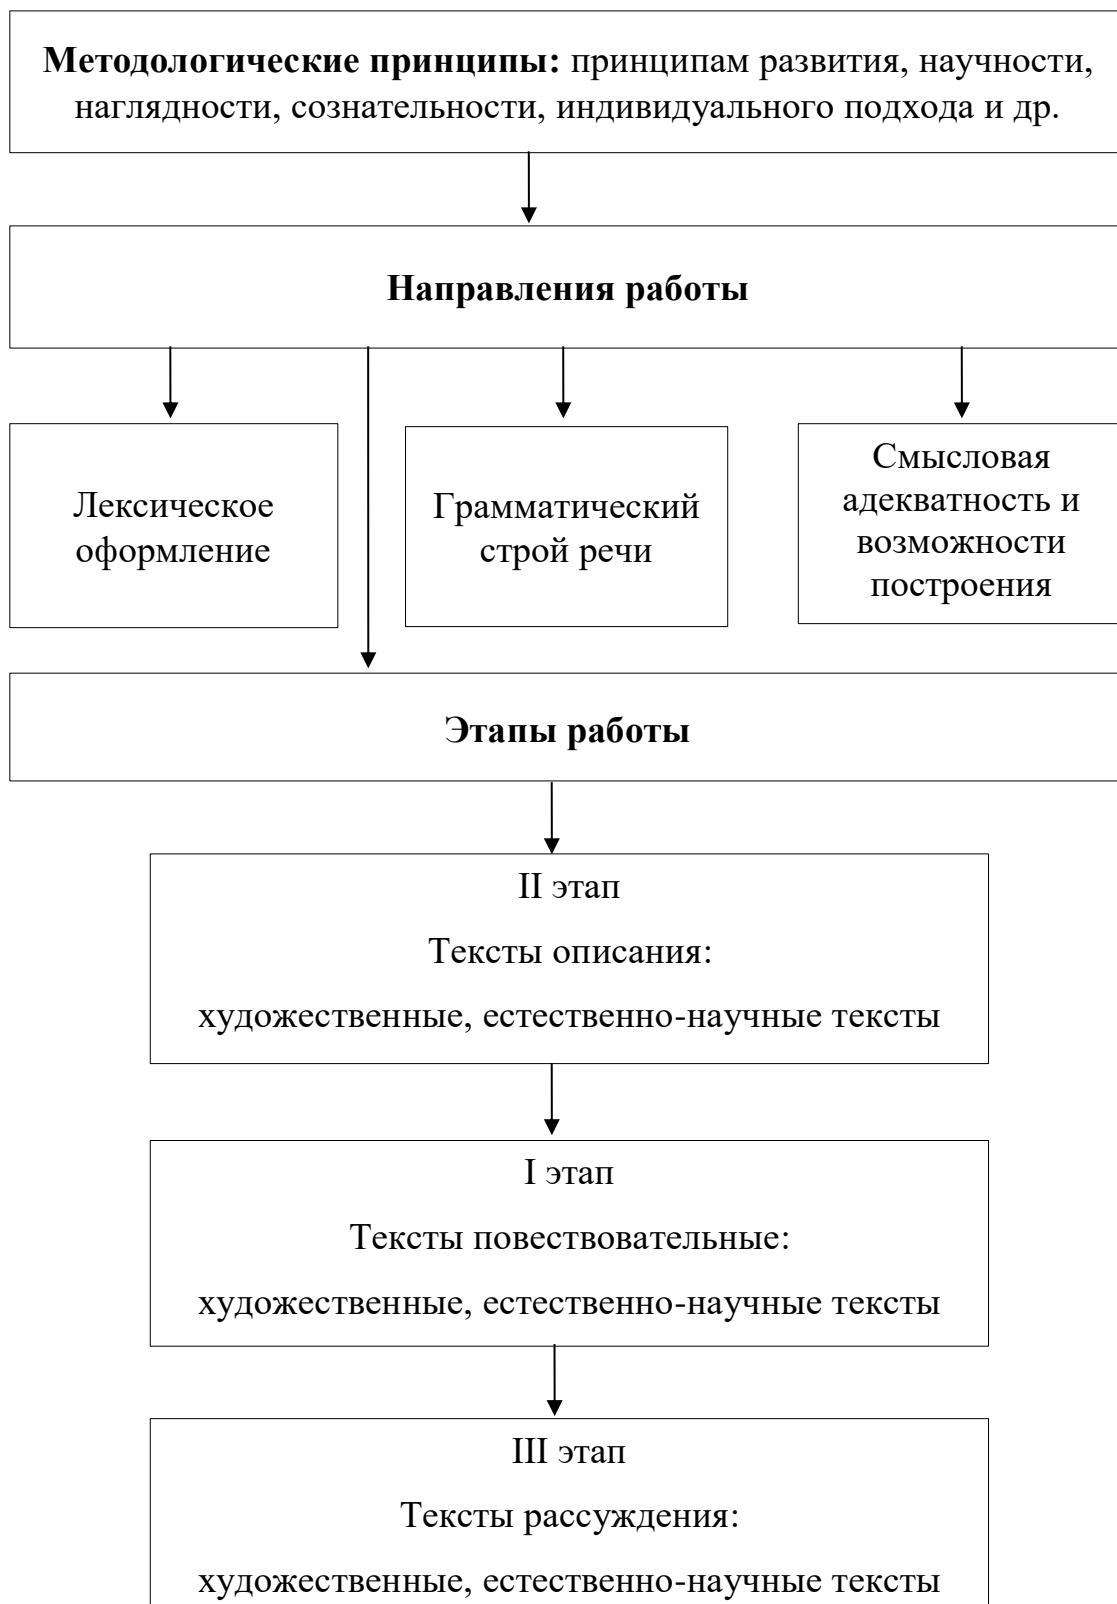 Методологические принципы: принципам развития, научности,
наглядности, сознательности, индивидуального подхода и др.
Направления работы
Лексическое
оформление
Грамматический
строй речи
Смысловая
адекватность и
возможности
построения
Этапы работы
II этап
Тексты описания:
художественные, естественно-научные тексты
I этап
Тексты повествовательные:
художественные, естественно-научные тексты
III этап
Тексты рассуждения:
художественные, естественно-научные тексты